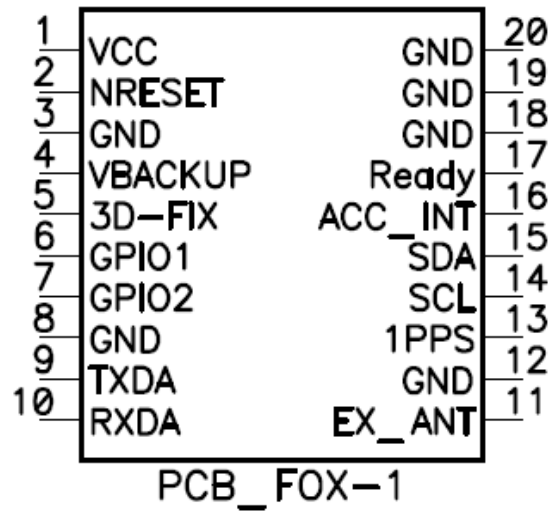 1 VCC GND 20
2 NRESET GND 19
3 GND GND 18
4 VBACKUP Ready 17
5 3D-FIX ACC_INT 16
6 GPIO1 SDA 15
7 GPIO2 SCL 14
8 GND 1PPS 13
9 TXDA GND 12
10 RXDA EX_ANT 11
PCB_FOX-1